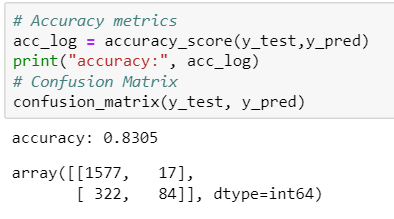 # Accuracy metrics
acc_log = accuracy_score(y_test,y_pred)
print("accuracy:", acc_log)
# Confusion Matrix
confusion_matrix(y_test, y_pred)
accuracy: 0.8305
array([[1577,   17],
       [ 322,   84]], dtype=int64)